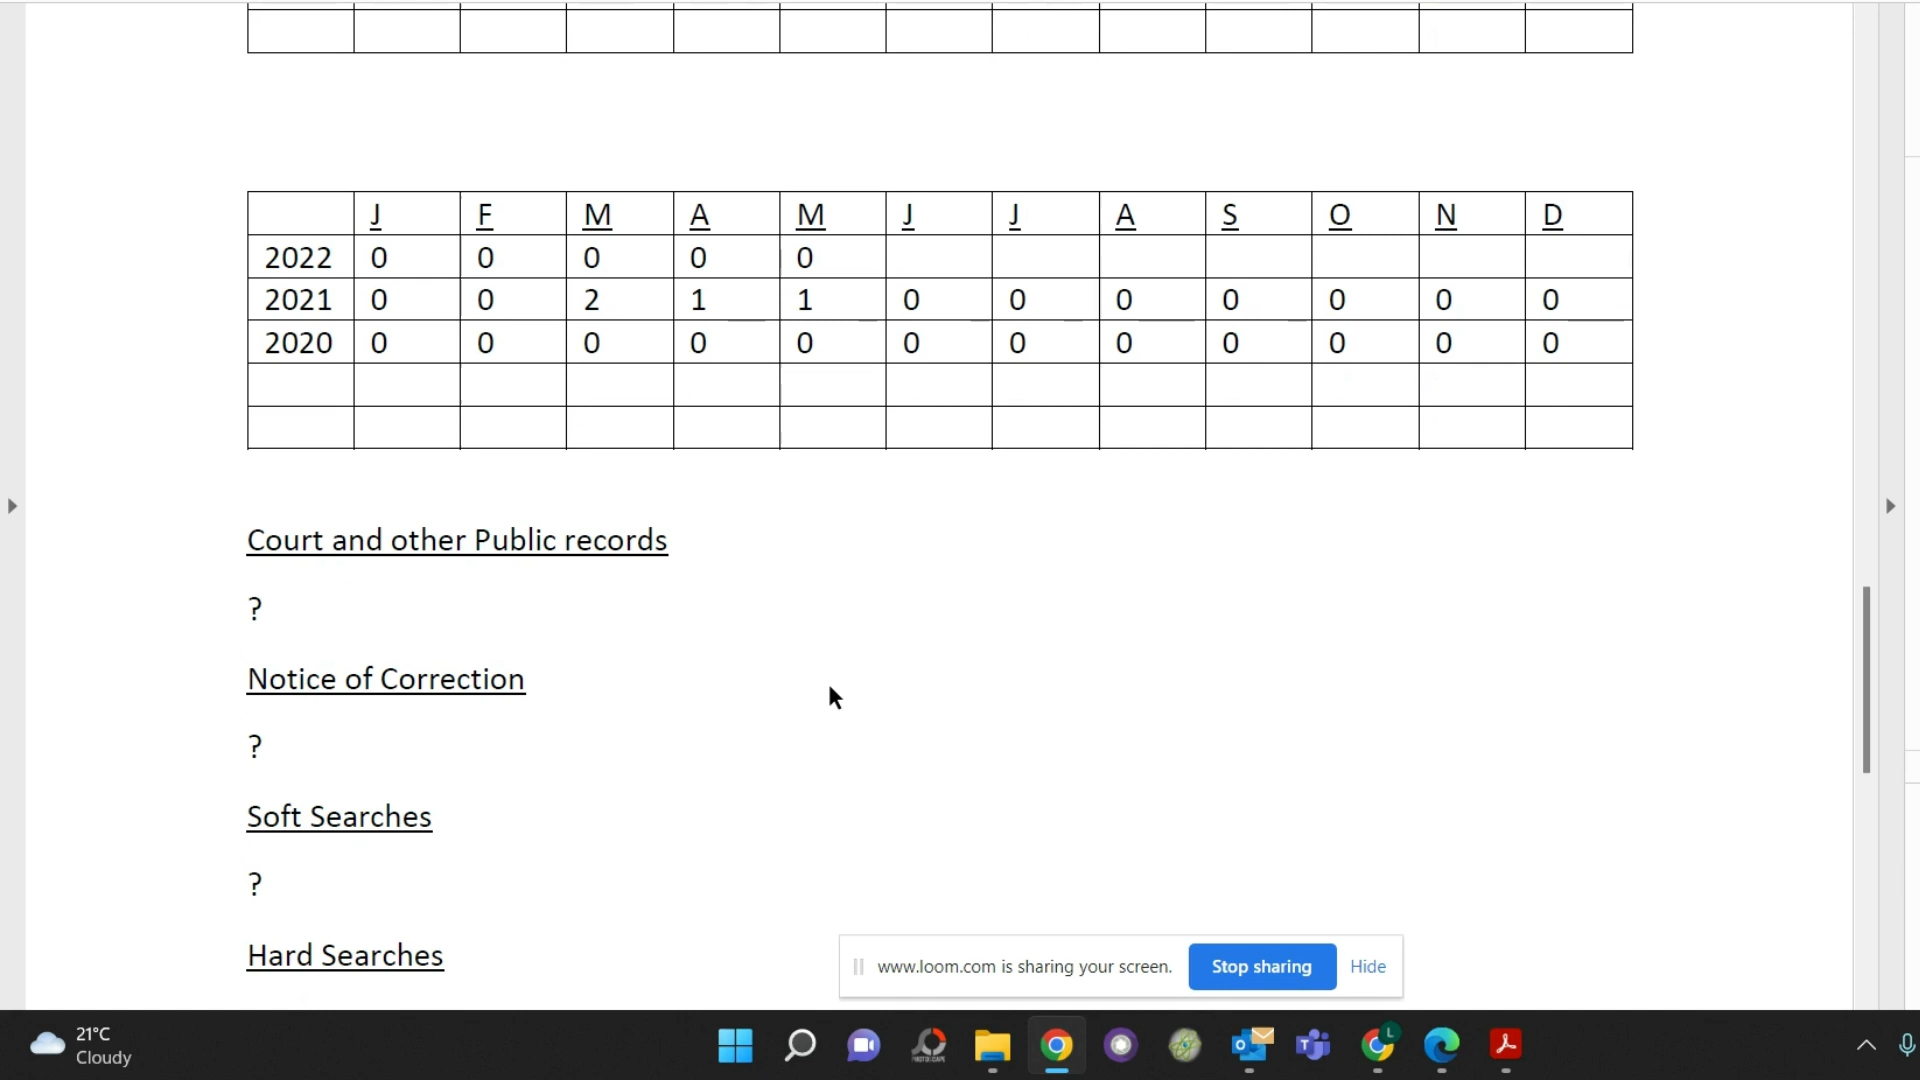 J F M A M J J A S O N D
2022 0 0 0 0 0
2021 0 0 2 1 1 0 0 0 0 0 0 0
2020 0 0 0 0 0 0 0 0 0 0 0 0
Court and other Public records
?
Notice of Correction
?
Soft Searches
?
Hard Searches
www.loom.com is sharing your screen. Stop sharing Hide
21°C
Cloudy
PHOTOSCAPE
L